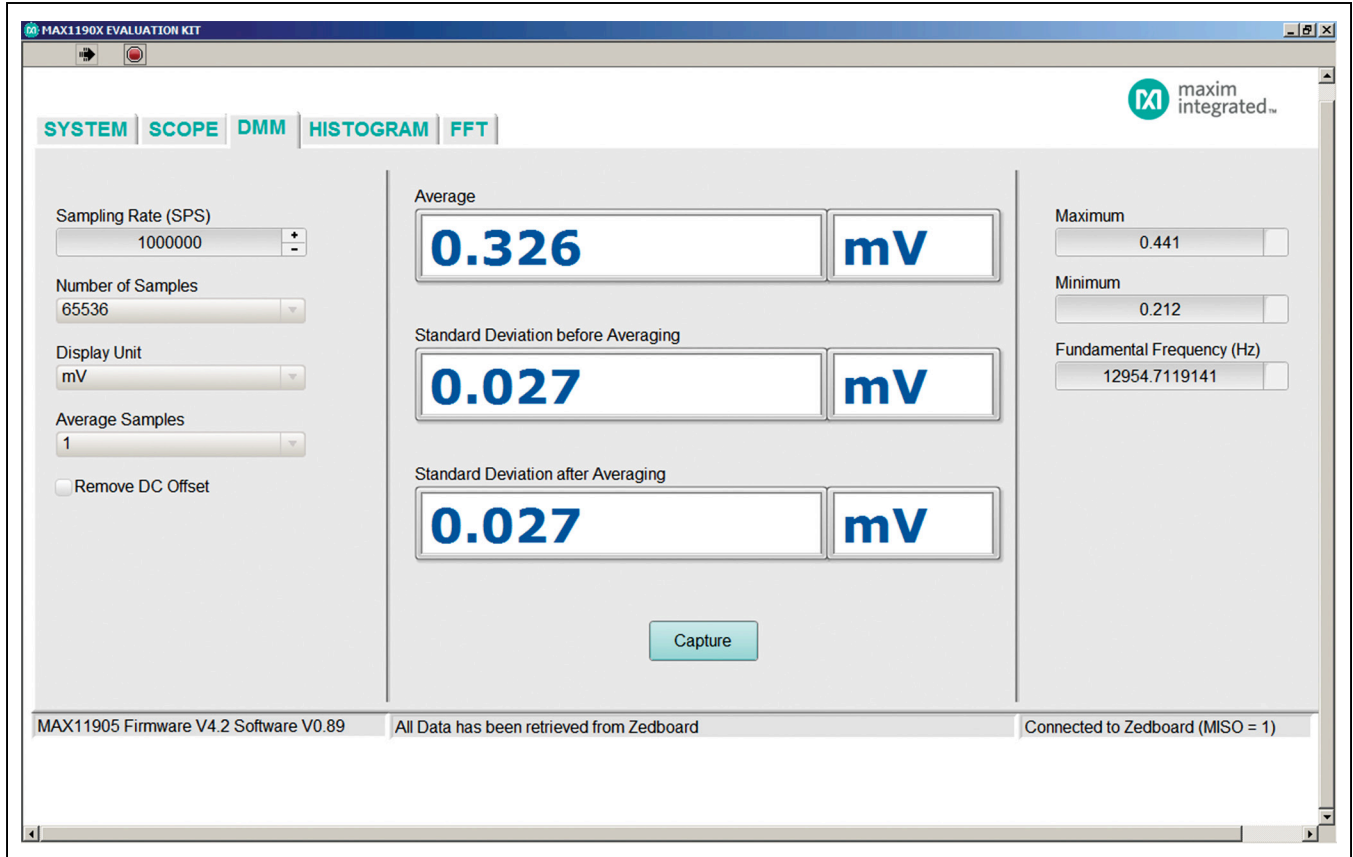 MAX1190X EVALUATION KIT
maxim
integrated™
SYSTEM SCOPE DMM HISTOGRAM FFT
Sampling Rate (SPS)
1000000
Number of Samples
65536
Display Unit
mV
Average Samples
1
Remove DC Offset
Average
0.326 mV
Standard Deviation before Averaging
0.027 mV
Standard Deviation after Averaging
0.027 mV
Capture
Maximum
0.441
Minimum
0.212
Fundamental Frequency (Hz)
12954.7119141
MAX11905 Firmware V4.2 Software V0.89
All Data has been retrieved from Zedboard
Connected to Zedboard (MISO = 1)